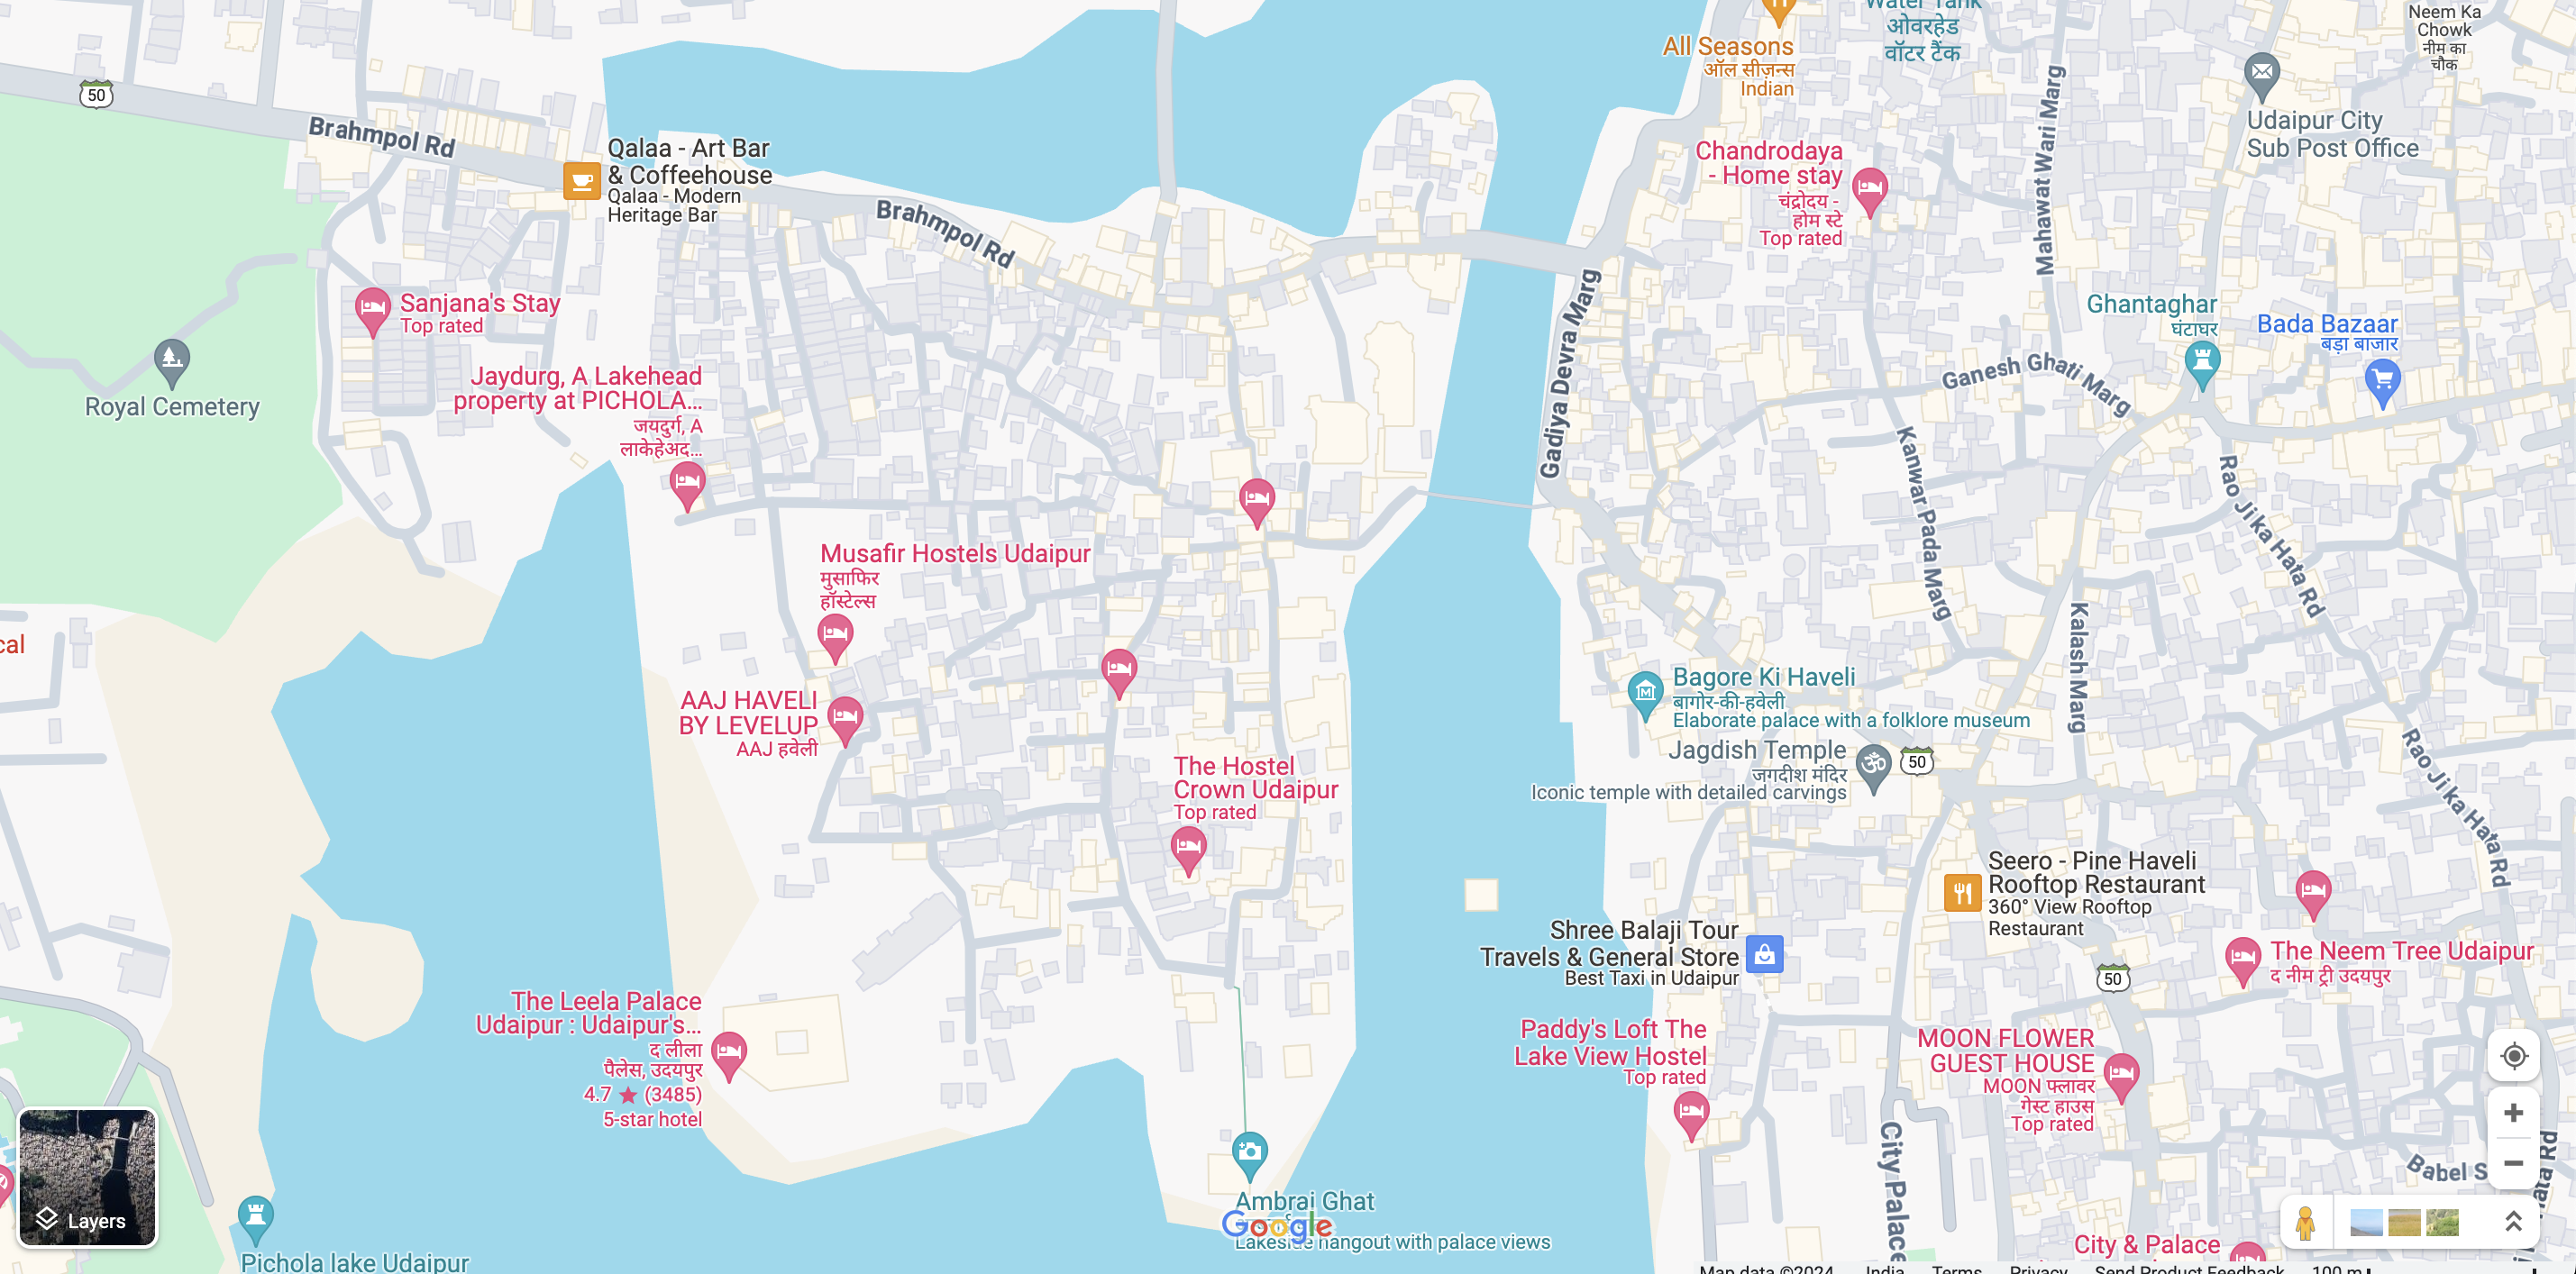 Water Tank
ओवरहेड
वॉटर टैंक
Neem Ka
Chowk
नीम का
चौक
All Seasons
ऑल सीज़न्स
Indian
50
Brahmpol Rd
Qalaa - Art Bar
& Coffeehouse
Qalaa - Modern
Heritage Bar
Brahmpol Rd
Chandrodaya
- Home stay
चंद्रोदय -
होम स्टे
Top rated
Mahawat Wari Marg
Udaipur City
Sub Post Office
Sanjana's Stay
Top rated
Royal Cemetery
Jaydurg, A Lakehead
property at PICHOLA...
जयदुर्ग, A
लाकेहेअद...
Gadiya Devra Marg
Ghantaghar
घंटाघर
Bada Bazaar
बड़ा बाजार
Ganesh Ghati Marg
Kanwar Pada Marg
Rao Jika Hata Rd
Musafir Hostels Udaipur
मुसाफिर
हॉस्टेल्स
cal
Kalash Marg
AAJ HAVELI
BY LEVELUP
AAJ हवेली
Bagore Ki Haveli
बागोर-की-हवेली
Elaborate palace with a folklore museum
Jagdish Temple
जगदीश मंदिर
Iconic temple with detailed carvings
50
Rao Jika Hata Rd
The Hostel
Crown Udaipur
Top rated
Seero - Pine Haveli
Rooftop Restaurant
360° View Rooftop
Restaurant
Shree Balaji Tour
Travels & General Store
Best Taxi in Udaipur
50
The Neem Tree Udaipur
द नीम ट्री उदयपुर
The Leela Palace
Udaipur : Udaipur's...
द लीला
पैलेस, उदयपुर
4.7 ★ (3485)
5-star hotel
Paddy's Loft The
Lake View Hostel
Top rated
MOON FLOWER
GUEST HOUSE
MOON फ्लावर
गेस्ट हाउस
Top rated
City Palace
Babel S
ata Rd
Layers
Pichola lake Udaipur
Ambrai Ghat
Google
Lakeside hangout with palace views
City & Palace
Map data ©2024 India Terms Privacy Send Product Feedback 100 m